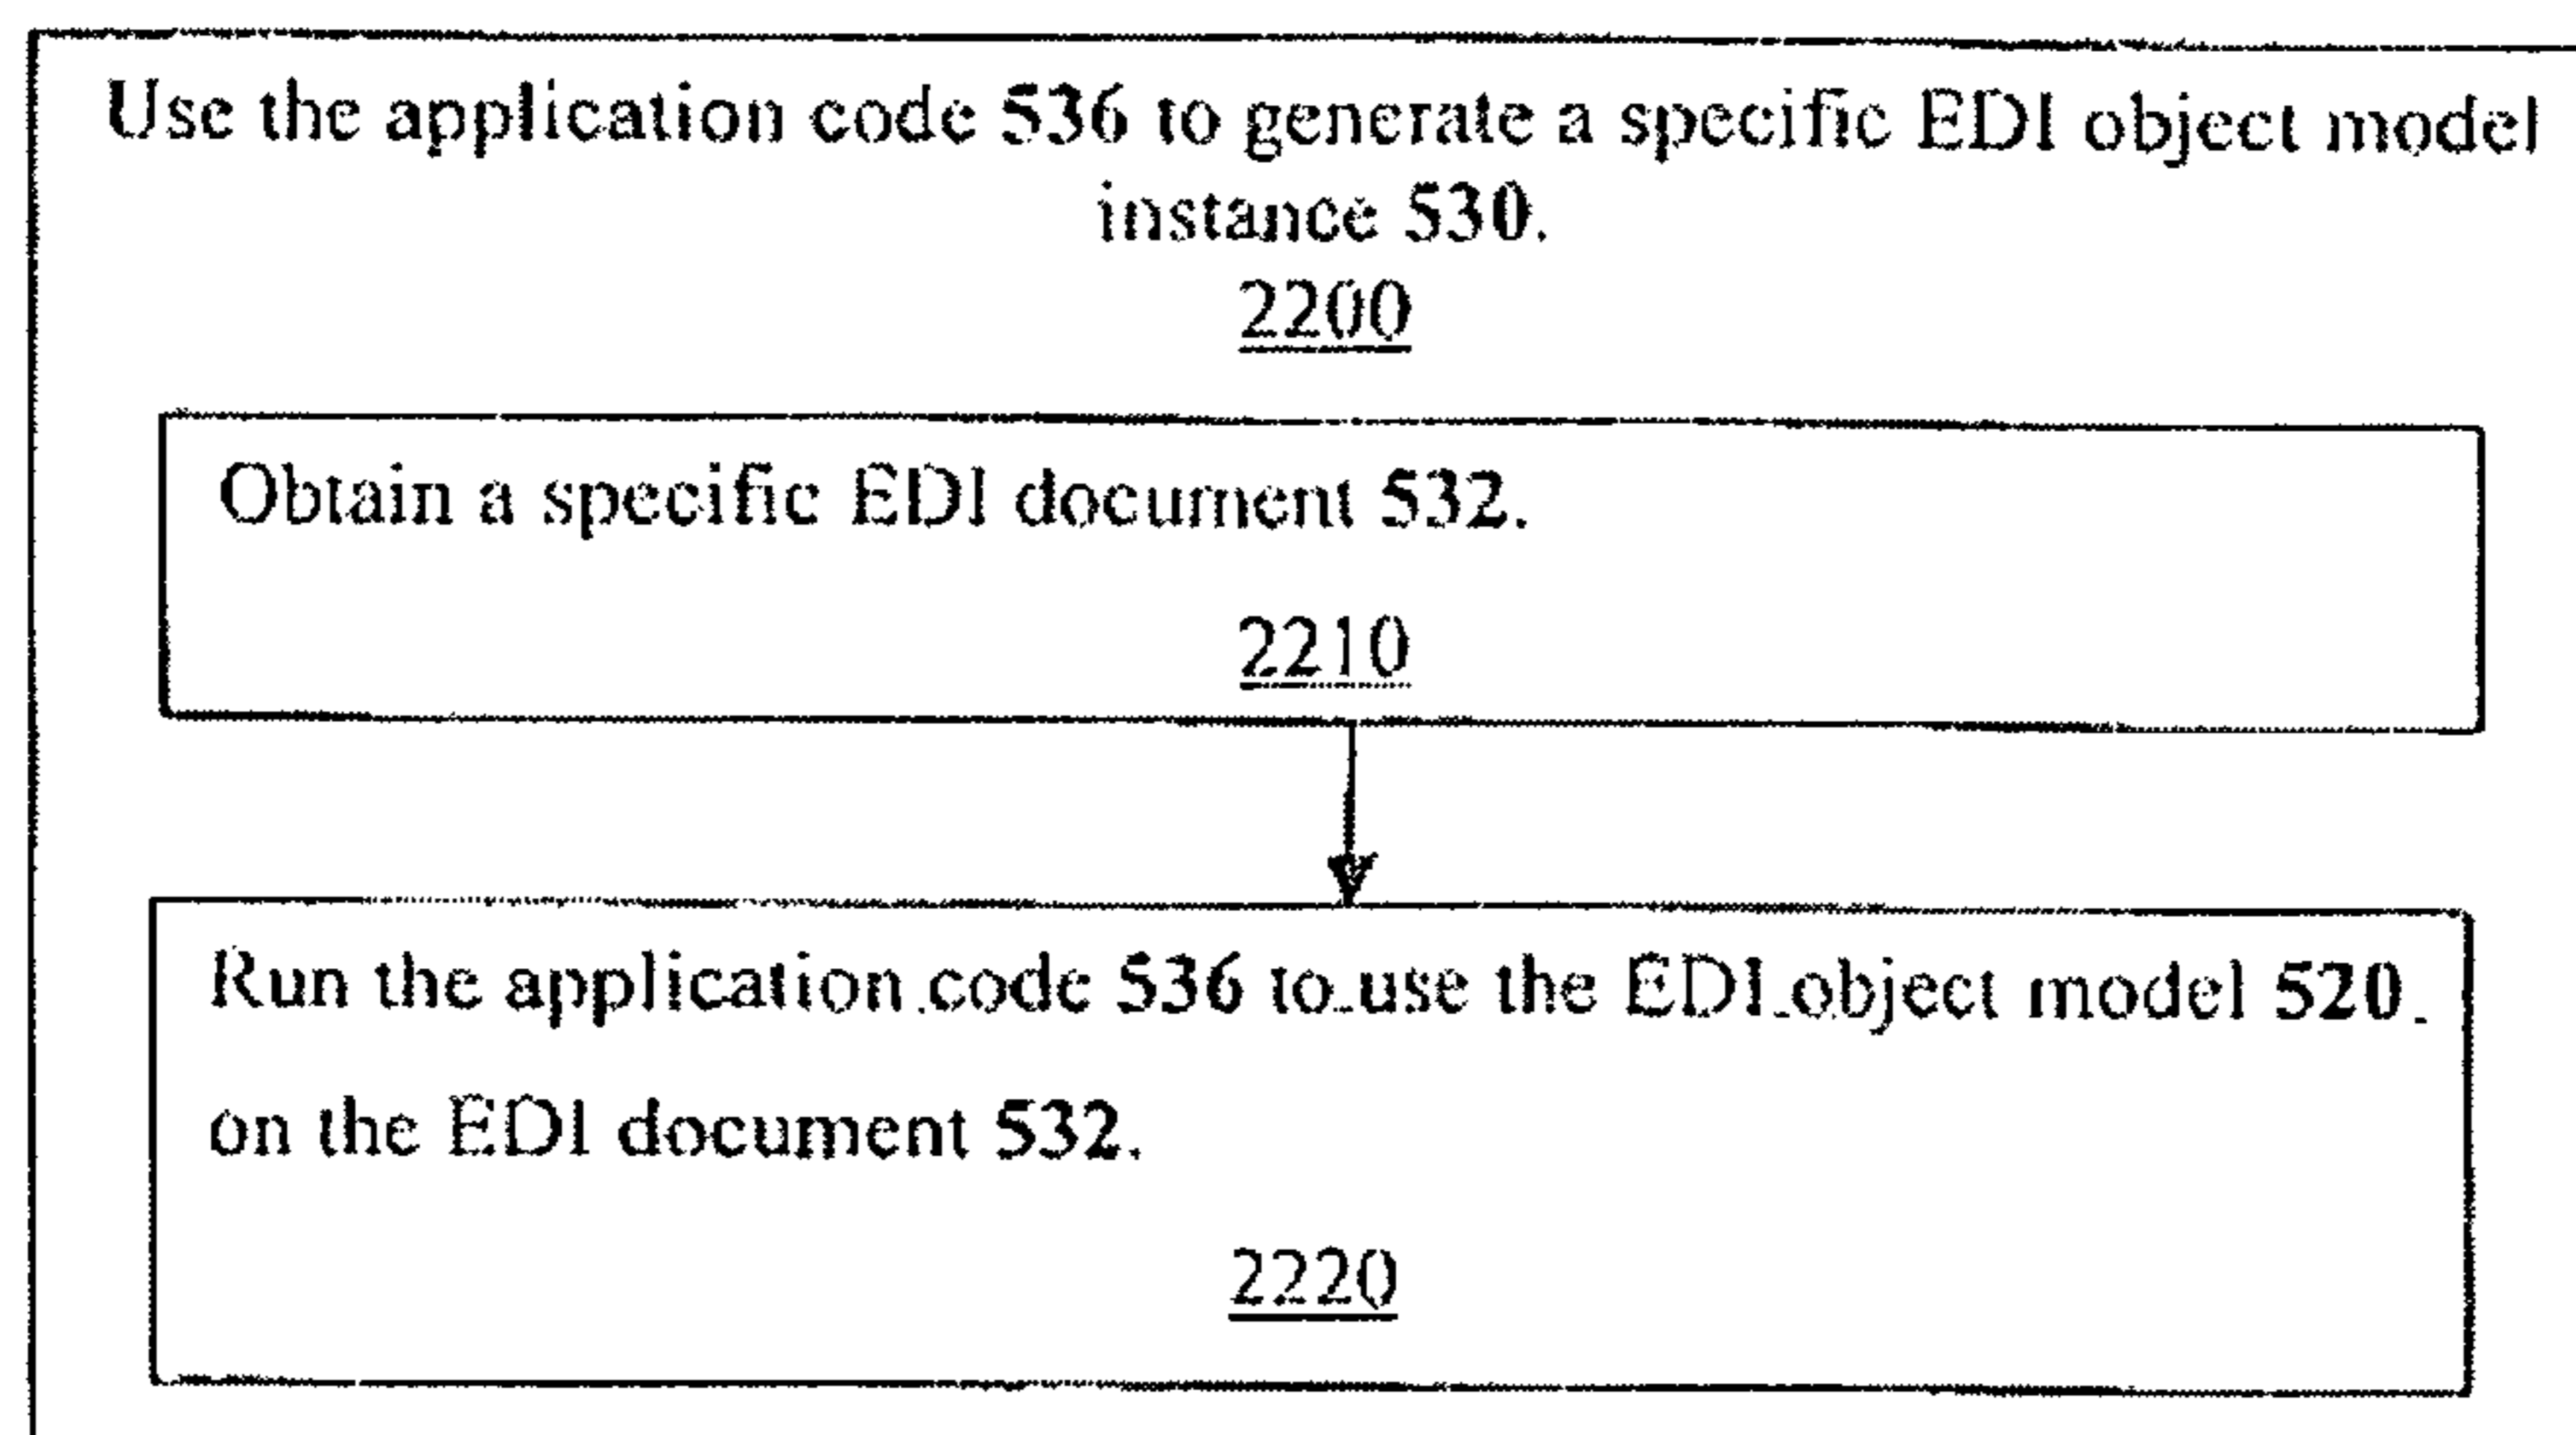 Use the application code 536 to generate a specific EDI object model
instance 530.
2200
Obtain a specific EDI document 532.
2210
Run the application code 536 to use the EDI object model 520
on the EDI document 532.
2220